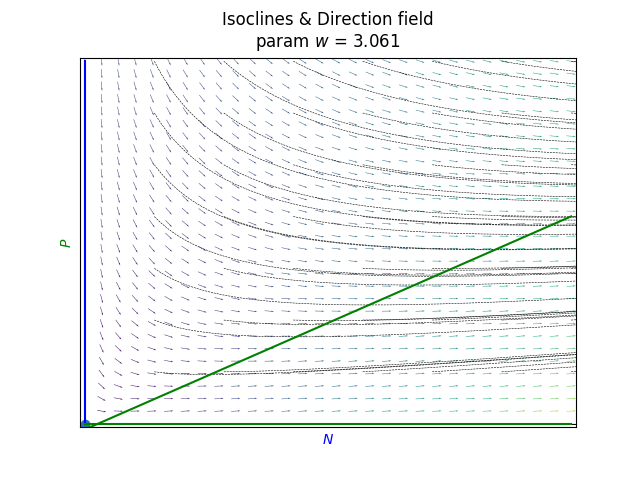 Isoclines & Direction field
param w = 3.061
P
N